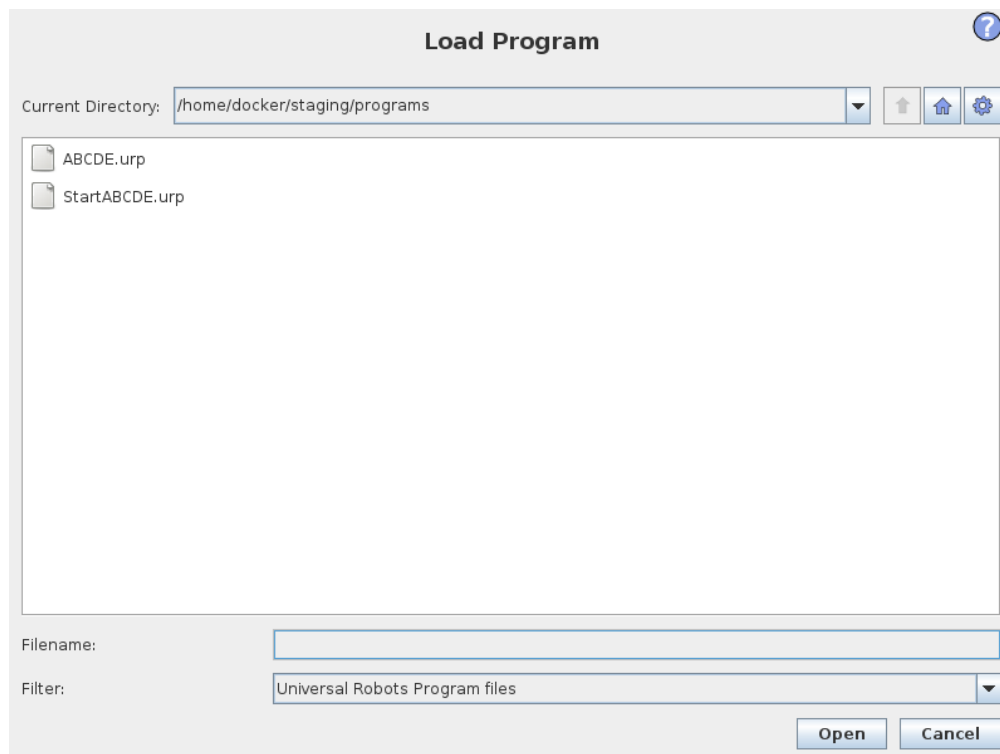 Load Program
?
Current Directory: /home/docker/staging/programs
ABCDE.urp
StartABCDE.urp
Filename:
Filter: Universal Robots Program files
Open Cancel